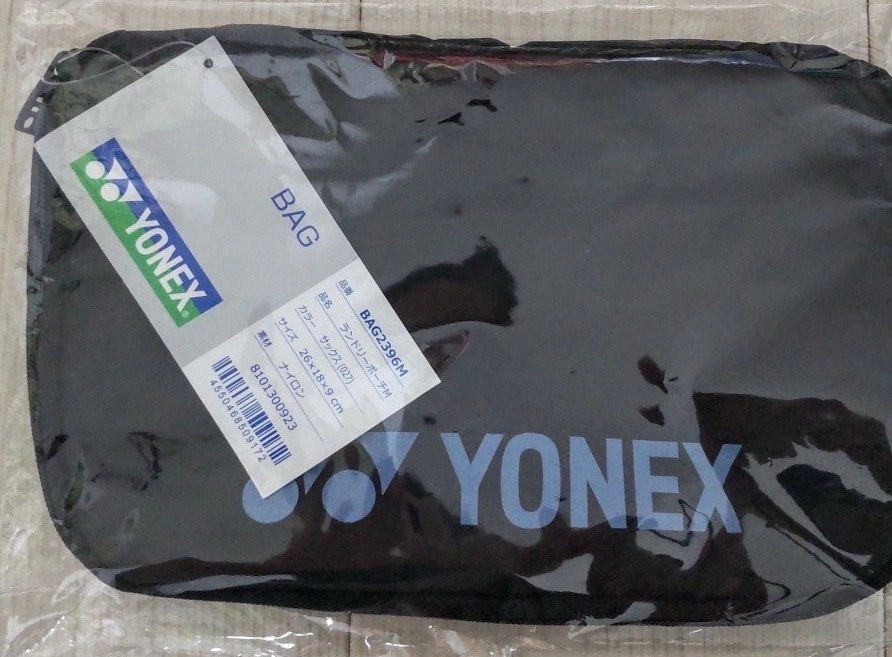 YONEX®
BAG
品番 BAG2396M
品名 ランドリーポーチM
カラー サックス(027)
サイズ 26×18×9 cm
素材 ナイロン
8101300923
4550468509172
YONEX